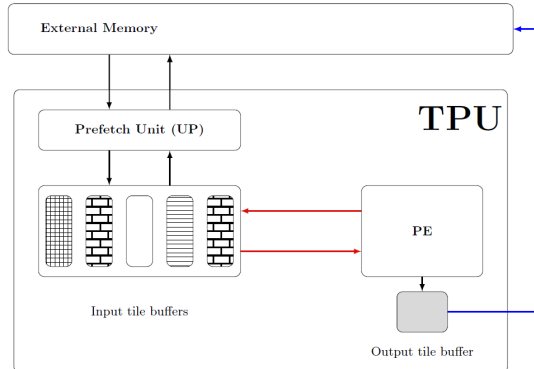 External Memory
TPU
Prefetch Unit (UP)
PE
Input tile buffers
Output tile buffer